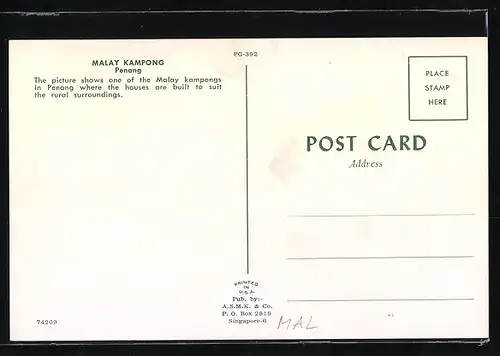 PG-392
MALAY KAMPONG
Penang
The picture shows one of the Malay kampongs
in Penang where the houses are built to suit
the rural surroundings.
PLACE
STAMP
HERE
POST CARD
Address
PRINTED
IN
U.S.A.
Pub. by:-
A.S.M.K. & Co.
P. O. Box 2919
Singapore-6
74269
MAL